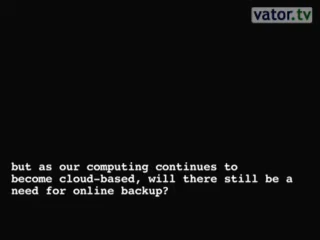 vator.tv
but as our computing continues to
become cloud-based, will there still be a
need for online backup?